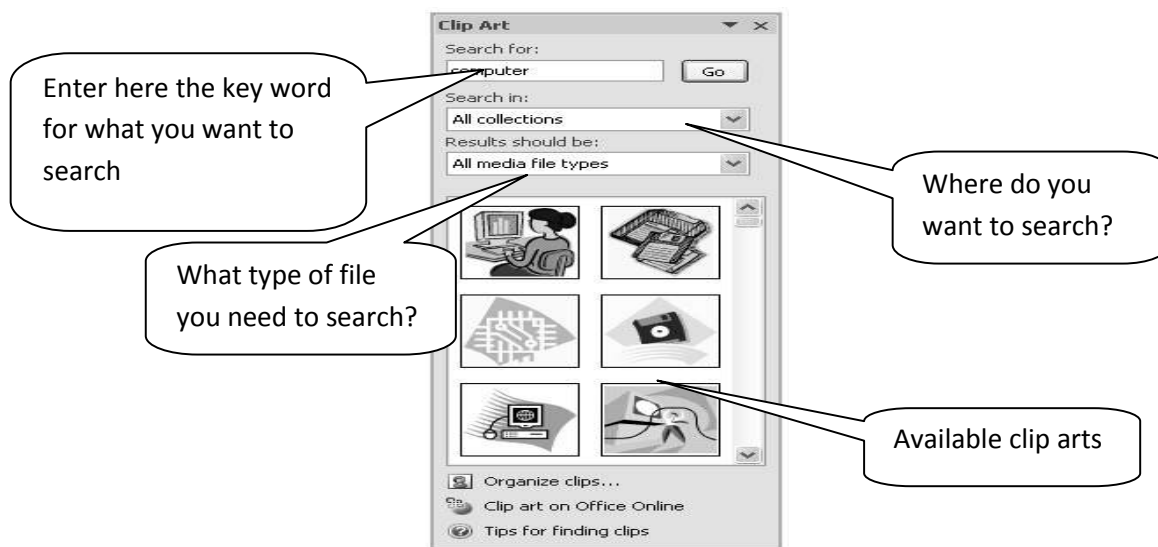 Clip Art
Search for:
computer
Go
Search in:
All collections
Results should be:
All media file types
Organize clips...
Clip art on Office Online
Tips for finding clips
Enter here the key word
for what you want to
search
What type of file
you need to search?
Where do you
want to search?
Available clip arts